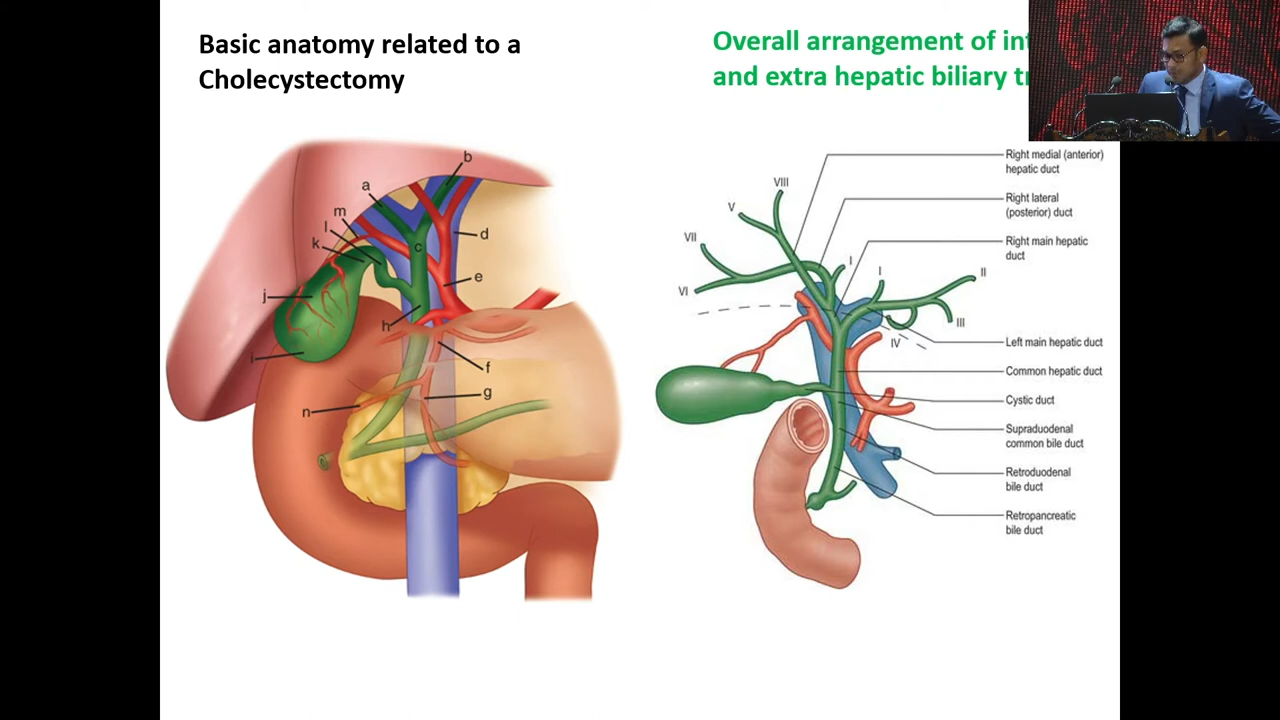 Basic anatomy related to a
Cholecystectomy
Overall arrangement of
and extra hepatic biliary
a
b
m
l
k
c
d
e
j
h
i
f
g
n
VIII
V
VII
VI
I
I
II
III
IV
Right medial (anterior)
hepatic duct
Right lateral
(posterior) duct
Right main hepatic
duct
Left main hepatic duct
Common hepatic duct
Cystic duct
Supraduodenal
common bile duct
Retroduodenal
bile duct
Retropancreatic
bile duct